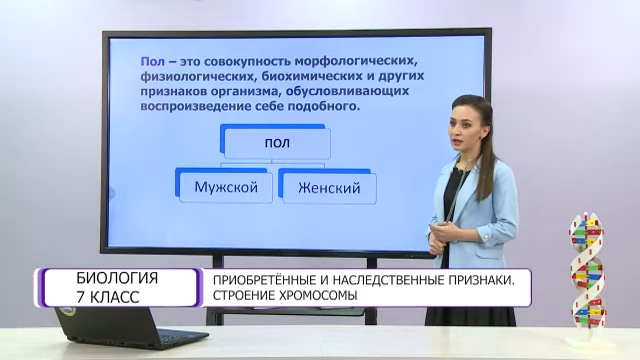 Пол – это совокупность морфологических,
физиологических, биохимических и других
признаков организма, обусловливающих
воспроизведение себе подобного.
ПОЛ
Мужской
Женский
БИОЛОГИЯ
7 КЛАСС
ПРИОБРЕТЁННЫЕ И НАСЛЕДСТВЕННЫЕ ПРИЗНАКИ.
СТРОЕНИЕ ХРОМОСОМЫ